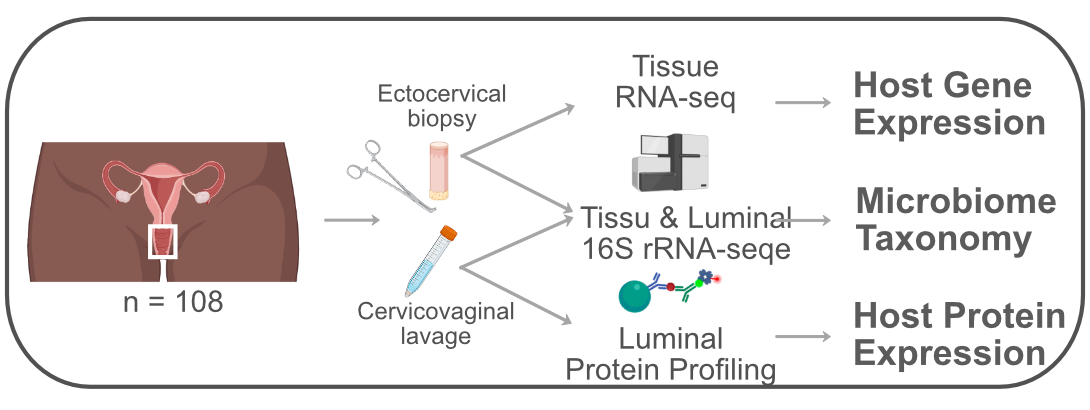 n = 108
Ectocervical
biopsy
Cervicovaginal
lavage
Tissue
RNA-seq
Tissu & Luminal
16S rRNA-seqe
Luminal
Protein Profiling
Host Gene
Expression
Microbiome
Taxonomy
Host Protein
Expression